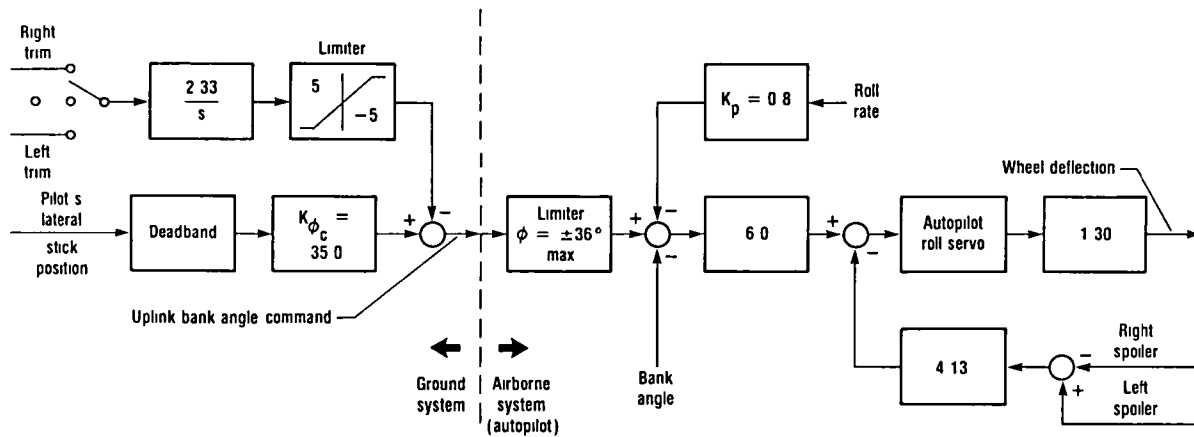 Right
trim
Left
trim
2 33
s
Limiter
5
-5
Pilot s
lateral
stick
position
Deadband
Kϕc =
35 0
+
-
Uplink bank angle command
Ground
system
Airborne
system
(autopilot)
Limiter
ϕ = ±36°
max
+
-
-
Kp = 0 8
Roll
rate
Bank
angle
6 0
+
-
Autopilot
roll servo
1 30
Wheel deflection
4 13
-
+
Right
spoiler
Left
spoiler